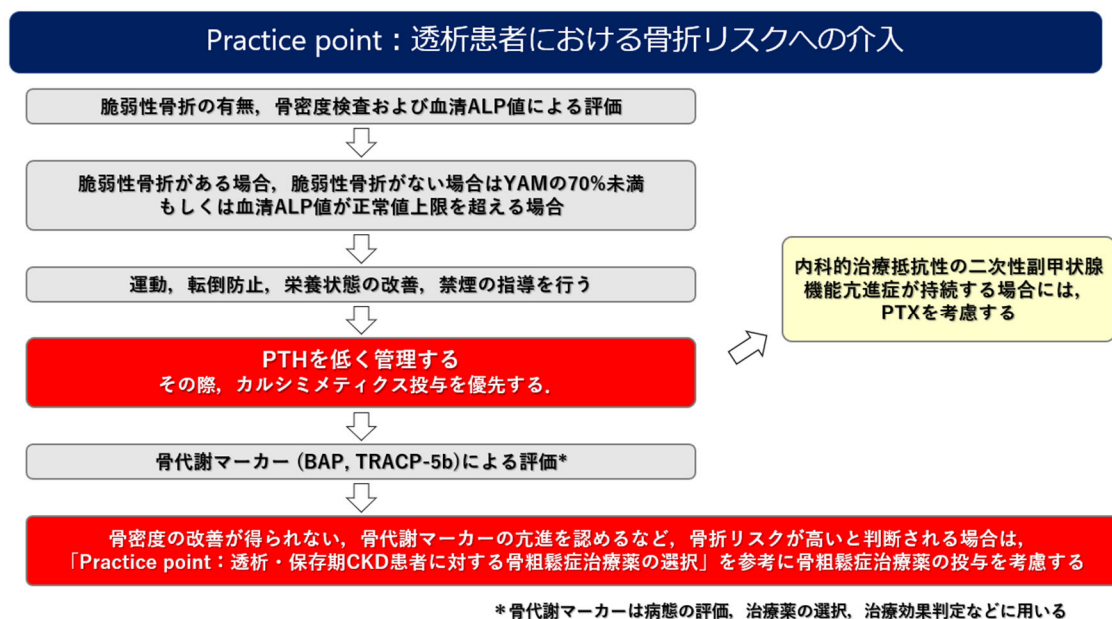 Practice point：透析患者における骨折リスクへの介入
脆弱性骨折の有無，骨密度検査および血清ALP値による評価
脆弱性骨折がある場合，脆弱性骨折がない場合はYAMの70%未満
もしくは血清ALP値が正常値上限を超える場合
運動，転倒防止，栄養状態の改善，禁煙の指導を行う
PTHを低く管理する
その際，カルシミメティクス投与を優先する．
内科的治療抵抗性の二次性副甲状腺
機能亢進症が持続する場合には，
PTXを考慮する
骨代謝マーカー (BAP, TRACP-5b)による評価*
骨密度の改善が得られない，骨代謝マーカーの亢進を認めるなど，骨折リスクが高いと判断される場合は，
「Practice point：透析・保存期CKD患者に対する骨粗鬆症治療薬の選択」を参考に骨粗鬆症治療薬の投与を考慮する
*骨代謝マーカーは病態の評価，治療薬の選択，治療効果判定などに用いる